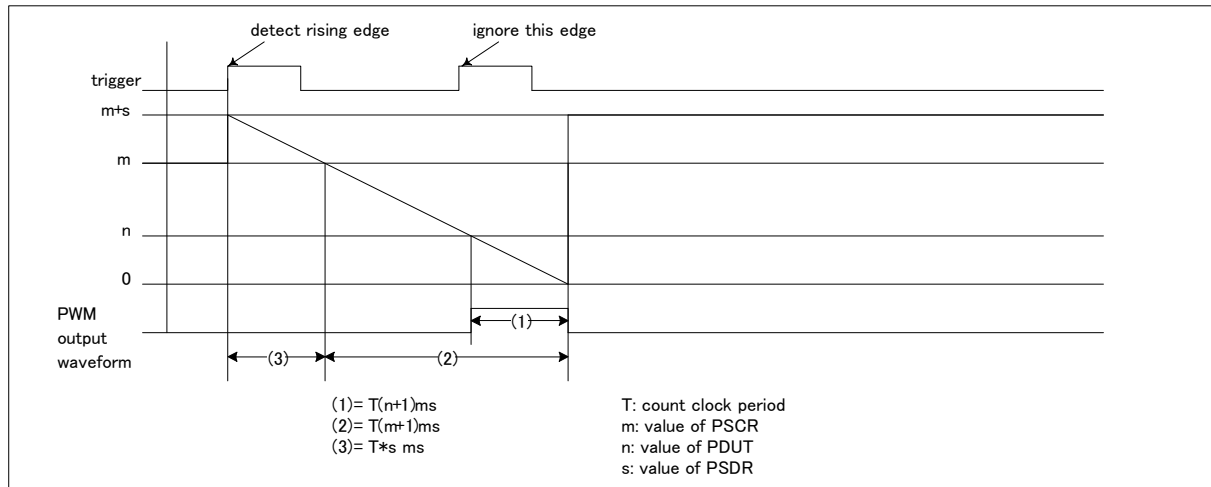 detect rising edge
ignore this edge
trigger
m+s
m
n
0
PWM
output
waveform
(1)
(3)
(2)
(1)= T(n+1)ms
(2)= T(m+1)ms
(3)= T*s ms
T: count clock period
m: value of PSCR
n: value of PDUT
s: value of PSDR